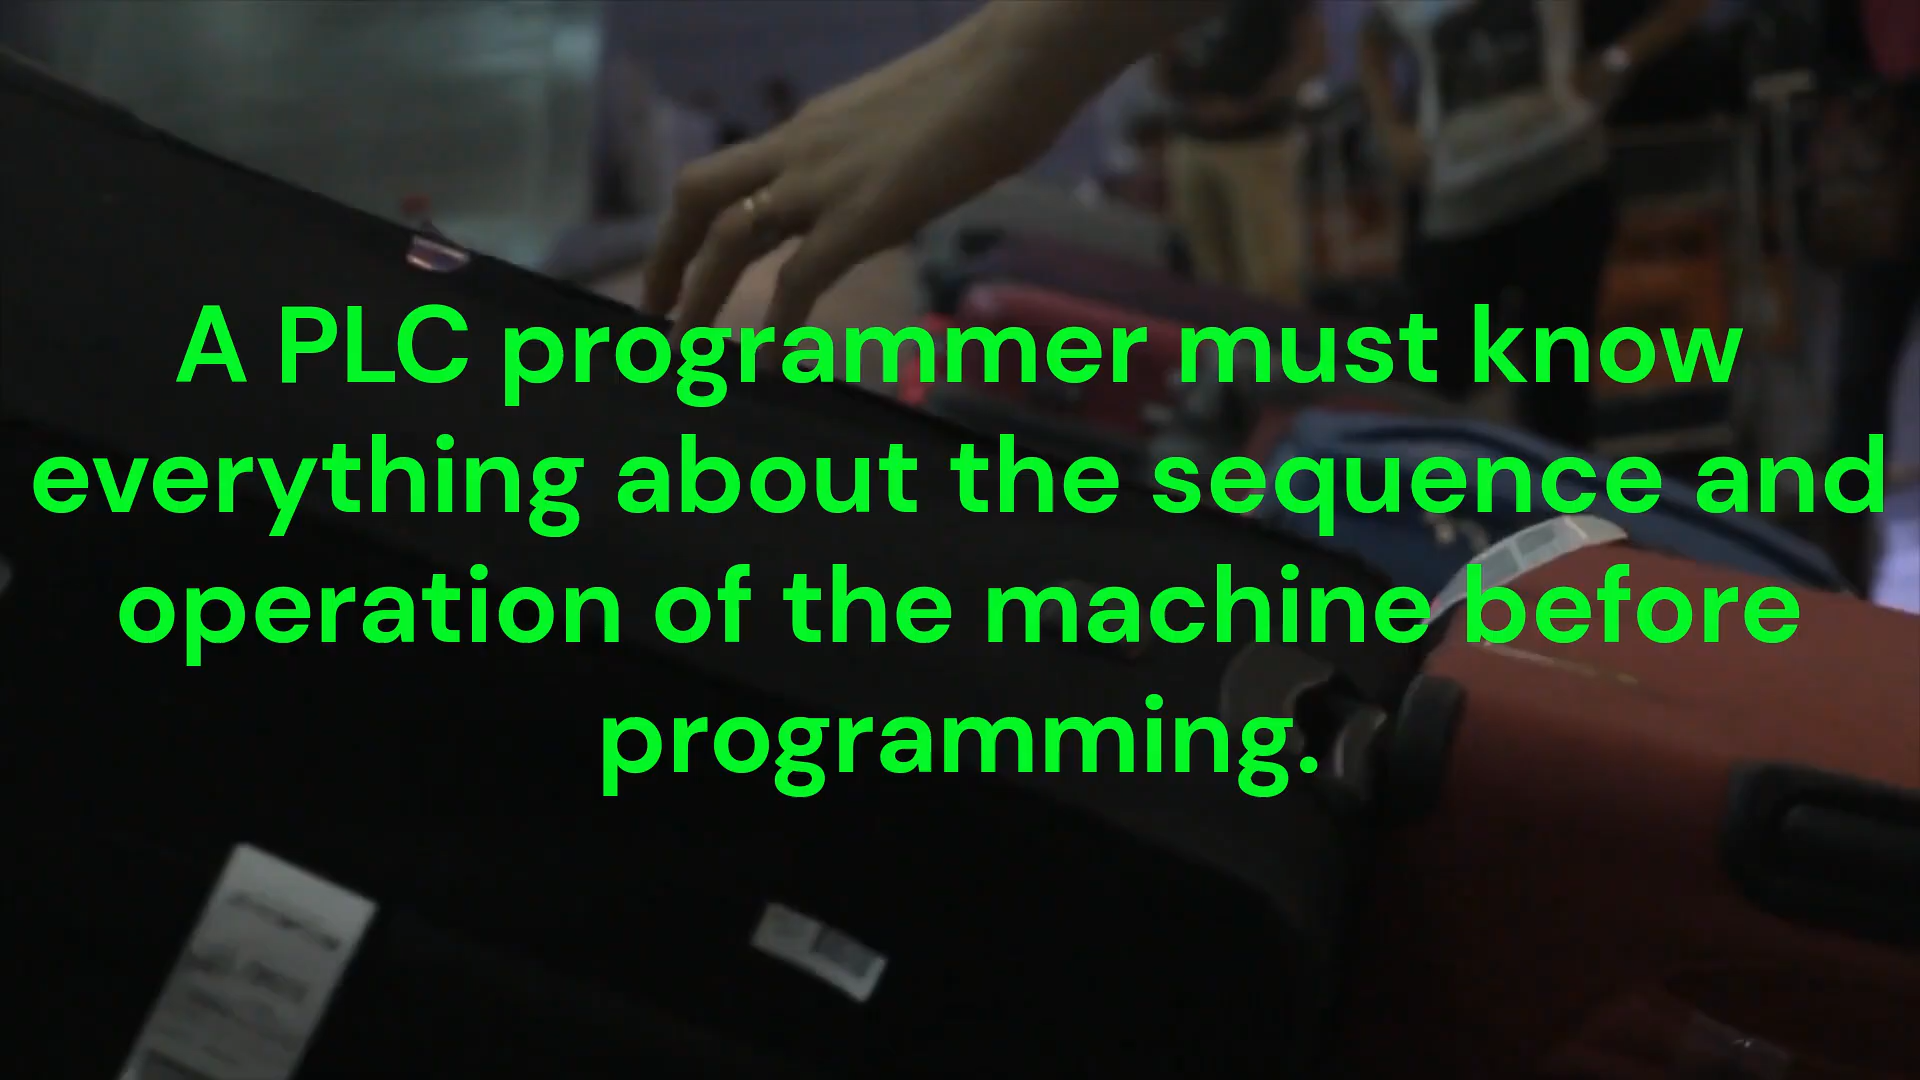 A PLC programmer must know
everything about the sequence and
operation of the machine before
programming.